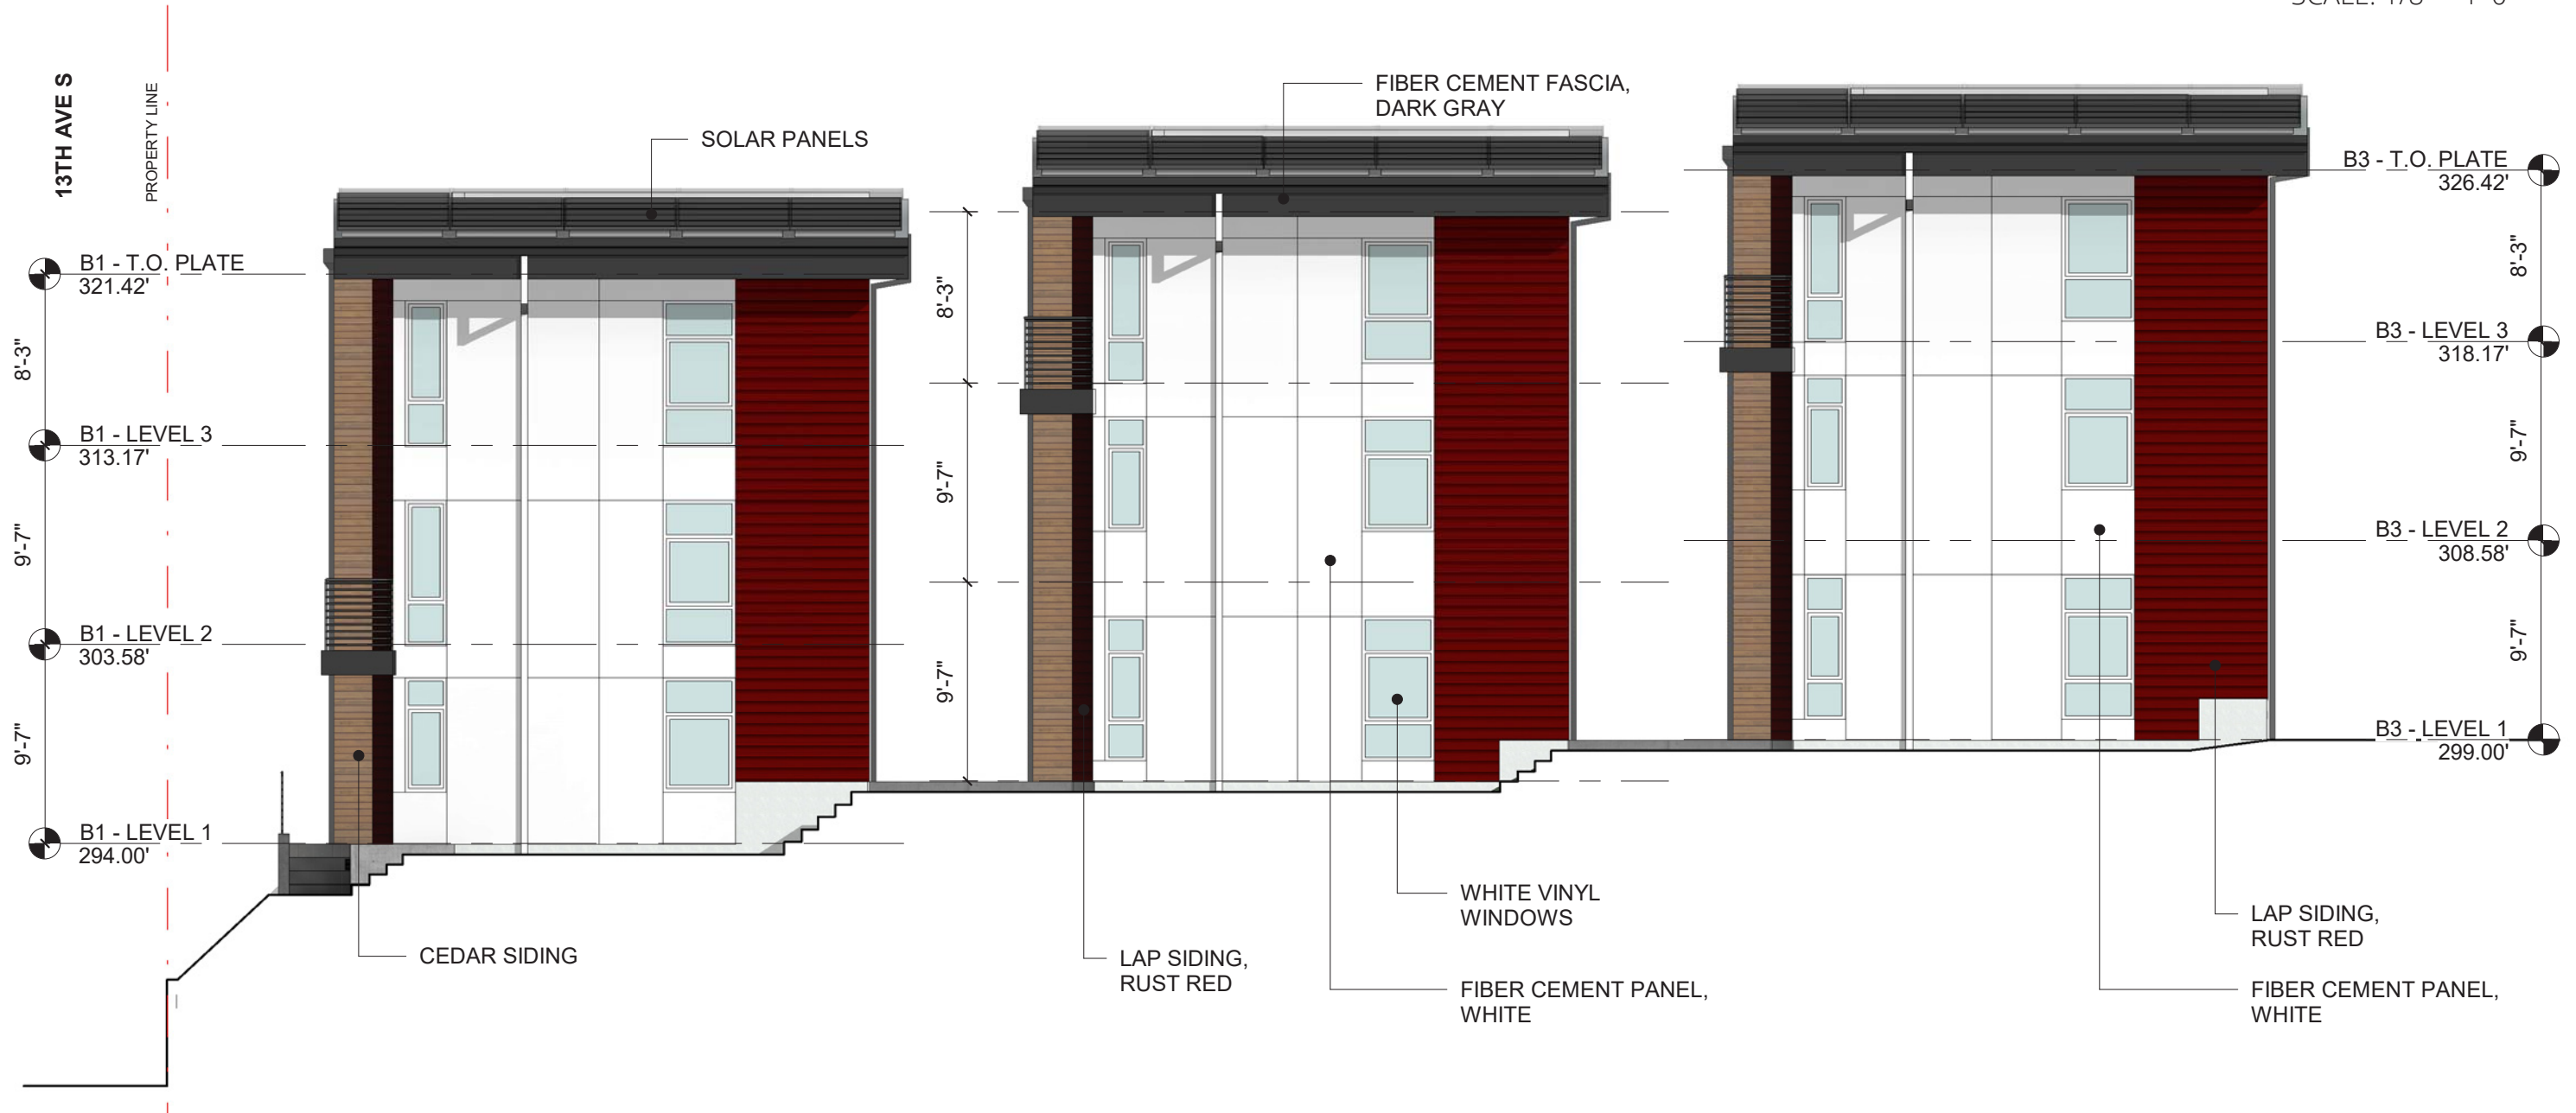 13TH AVE S
PROPERTY LINE
SOLAR PANELS
FIBER CEMENT FASCIA,
DARK GRAY
B1 - T.O. PLATE
321.42'
8'-3"
B1 - LEVEL 3
313.17'
9'-7"
B1 - LEVEL 2
303.58'
9'-7"
B1 - LEVEL 1
294.00'
8'-3"
9'-7"
9'-7"
B3 - T.O. PLATE
326.42'
8'-3"
B3 - LEVEL 3
318.17'
9'-7"
B3 - LEVEL 2
308.58'
9'-7"
B3 - LEVEL 1
299.00'
CEDAR SIDING
LAP SIDING,
RUST RED
WHITE VINYL
WINDOWS
FIBER CEMENT PANEL,
WHITE
LAP SIDING,
RUST RED
FIBER CEMENT PANEL,
WHITE